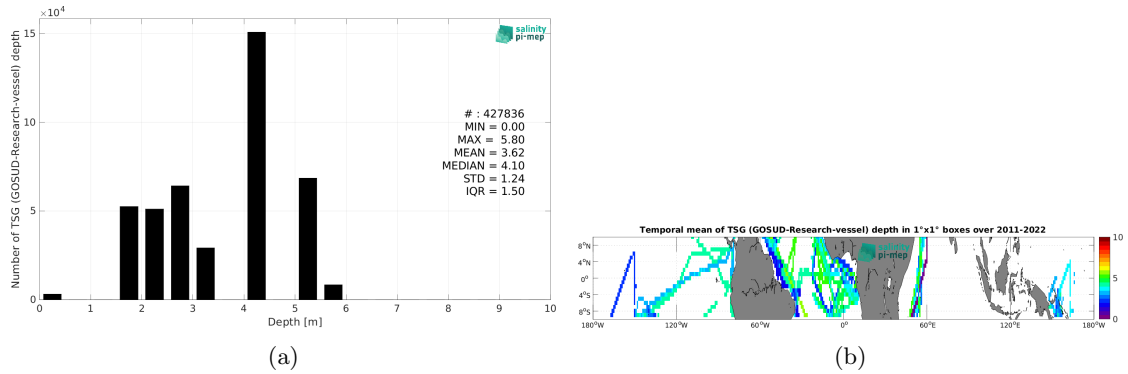 ×10⁴
15
10
5
0
Number of TSG (GOSUD-Research-vessel) depth
salinity
pi-mep
# : 427836
MIN = 0.00
MAX = 5.80
MEAN = 3.62
MEDIAN = 4.10
STD = 1.24
IQR = 1.50
0 1 2 3 4 5 6 7 8 9 10
Depth [m]
(a)
Temporal mean of TSG (GOSUD-Research-vessel) depth in 1°x1° boxes over 2011-2022
salinity
pi-mep
8°N
4°N
0°
4°S
8°S
180°W 120°W 60°W 0° 60°E 120°E 180°W
10
5
0
(b)